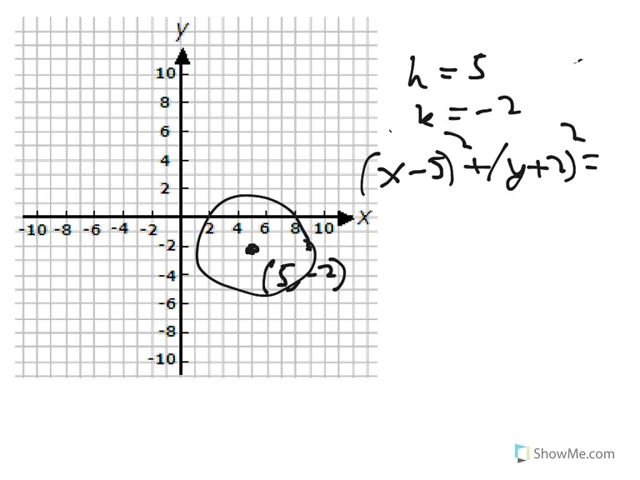 y
h = 5
k = -2
(x-5)²+(y+2)²=
10
8
6
4
2
-10 -8 -6 -4 -2 2 4 6 8 10 x
-2
-4
-6
-8
-10
(5, -2)
ShowMe.com